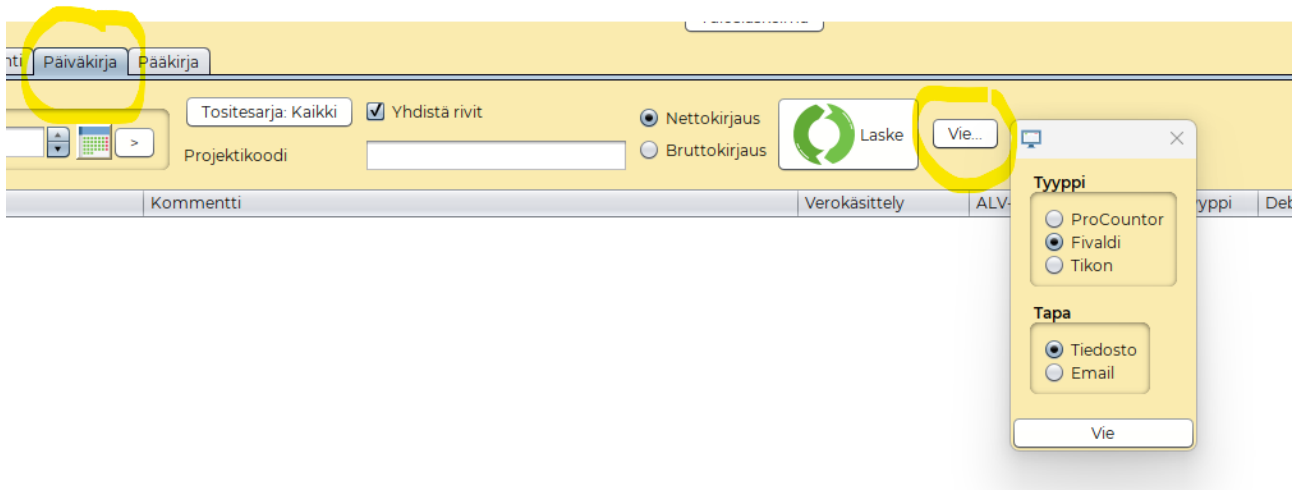 Päiväkirja Pääkirja
Tositesarja: Kaikki Yhdistä rivit
Projektikoodi
Nettokirjaus
Bruttokirjaus
Laske
Vie...
>
Kommentti Verokäsittely ALV-
Tyyppi
ProCountor
Fivaldi
Tikon
Tapa
Tiedosto
Email
Vie